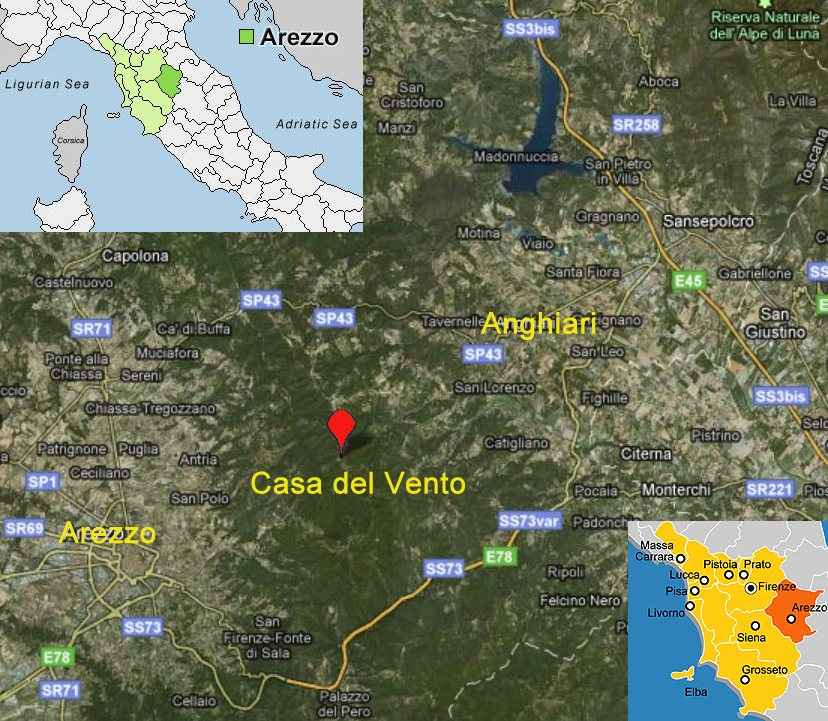 Arezzo
Ligurian Sea
Adriatic Sea
Corsica
SS3bis
Riserva Naturale
dell' Alpe di Luna
Aboca
San
Cristoforo
Manzi
La Villa
SR258
Toscana
Madonnuccia
San Pietro
in Villa
Gragnano
Sansepolcro
Motina
Viaio
Capolona
Castelnuovo
Santa Fiora
E45
Gabriellone
SP43
SP43
SR71
Ca' di Buffa
Tavernelle
Anghiari
San
Giustino
SP43
San Leo
Muciafora
Ponte alla
Chiassa
Sereni
San Lorenzo
Fighille
SS3bis
Chiassa-Tregozzano
Pistrino
Patrignone
Puglia
Antria
Catigliano
Citerna
Ceciliano
SP1
Casa del Vento
San Polo
Pocaia
Monterchi
SR221
SR69
Arezzo
SS73var
Padonchia
E78
SS73
Ripoli
Felcino Nero
San
Firenze-Fonte
di Sala
SS73
E78
SR71
Cellaio
Palazzo
del Pero
Massa
Carrara
Pistoia
Prato
Lucca
Firenze
Pisa
Livorno
Arezzo
Siena
Grosseto
Elba